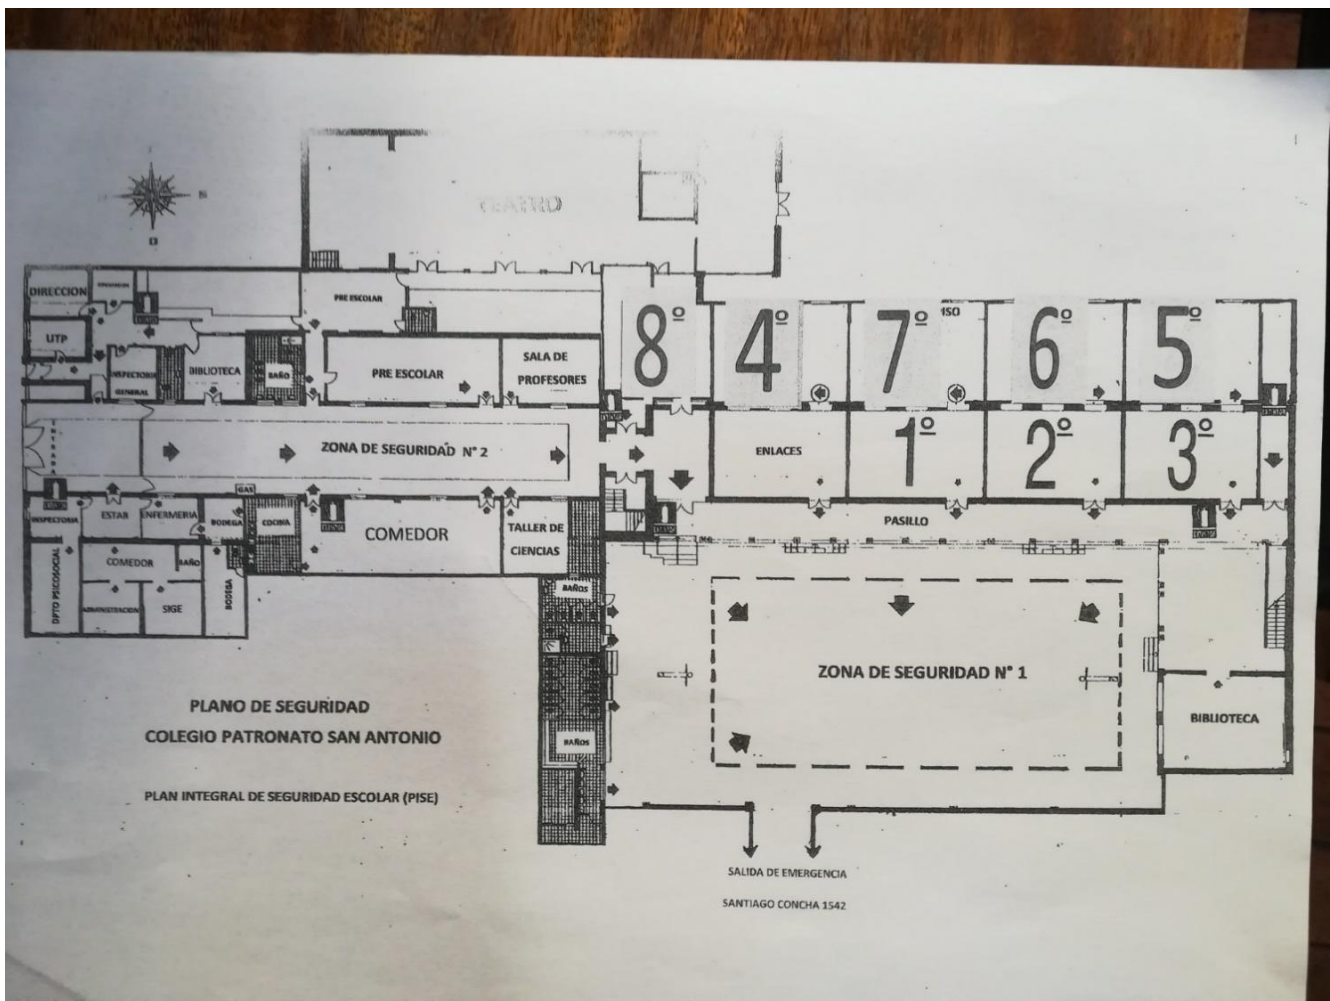 TEATRO
O
DIRECCION
UTP
INSPECTORIA
GENERAL
BIBLIOTECA
BAÑO
PRE ESCOLAR
PRE ESCOLAR
SALA DE
PROFESORES
8º
4º
7º
6º
5º
ENTRADA
ZONA DE SEGURIDAD N° 2
ENLACES
1º
2º
3º
GAS
INSPECTORIA
ESTAR
ENFERMERIA
BODEGA
COCINA
COMEDOR
TALLER DE
CIENCIAS
PASILLO
DPTO PSICOSOCIAL
COMEDOR
BAÑO
ADMINISTRACION
SIGE
BODEGA
BAÑOS
ZONA DE SEGURIDAD N° 1
BIBLIOTECA
BAÑOS
PLANO DE SEGURIDAD
COLEGIO PATRONATO SAN ANTONIO
PLAN INTEGRAL DE SEGURIDAD ESCOLAR (PISE)
SALIDA DE EMERGENCIA
SANTIAGO CONCHA 1542